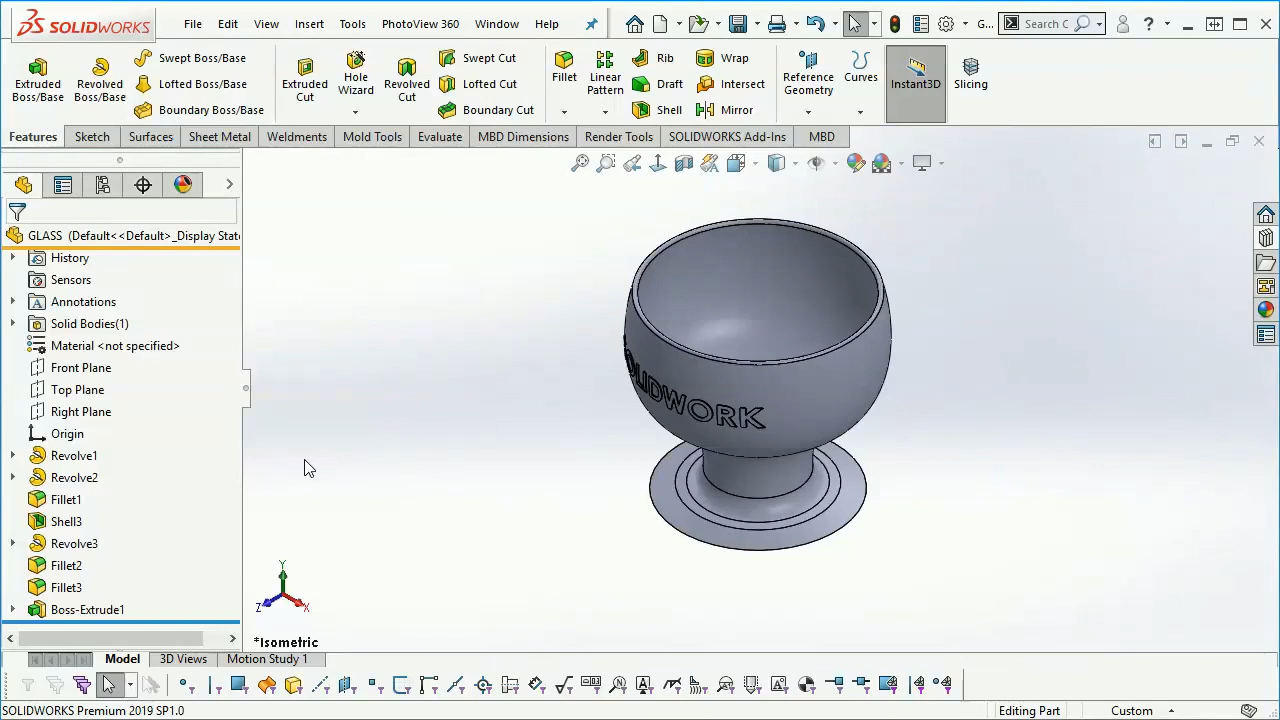 SOLIDWORKS File Edit View Insert Tools PhotoView 360 Window Help G... Search C
Extruded Boss/Base
Revolved Boss/Base
Swept Boss/Base
Lofted Boss/Base
Boundary Boss/Base
Extruded Cut
Hole Wizard
Revolved Cut
Swept Cut
Lofted Cut
Boundary Cut
Fillet
Linear Pattern
Rib
Draft
Shell
Wrap
Intersect
Mirror
Reference Geometry
Curves
Instant3D
Slicing
Features Sketch Surfaces Sheet Metal Weldments Mold Tools Evaluate MBD Dimensions Render Tools SOLIDWORKS Add-Ins MBD
GLASS (Default<<Default>_Display State
History
Sensors
Annotations
Solid Bodies(1)
Material <not specified>
Front Plane
Top Plane
Right Plane
Origin
Revolve1
Revolve2
Fillet1
Shell3
Revolve3
Fillet2
Fillet3
Boss-Extrude1
OLIDWORK
Y
Z
X
*Isometric
Model 3D Views Motion Study 1
SOLIDWORKS Premium 2019 SP1.0 Editing Part Custom